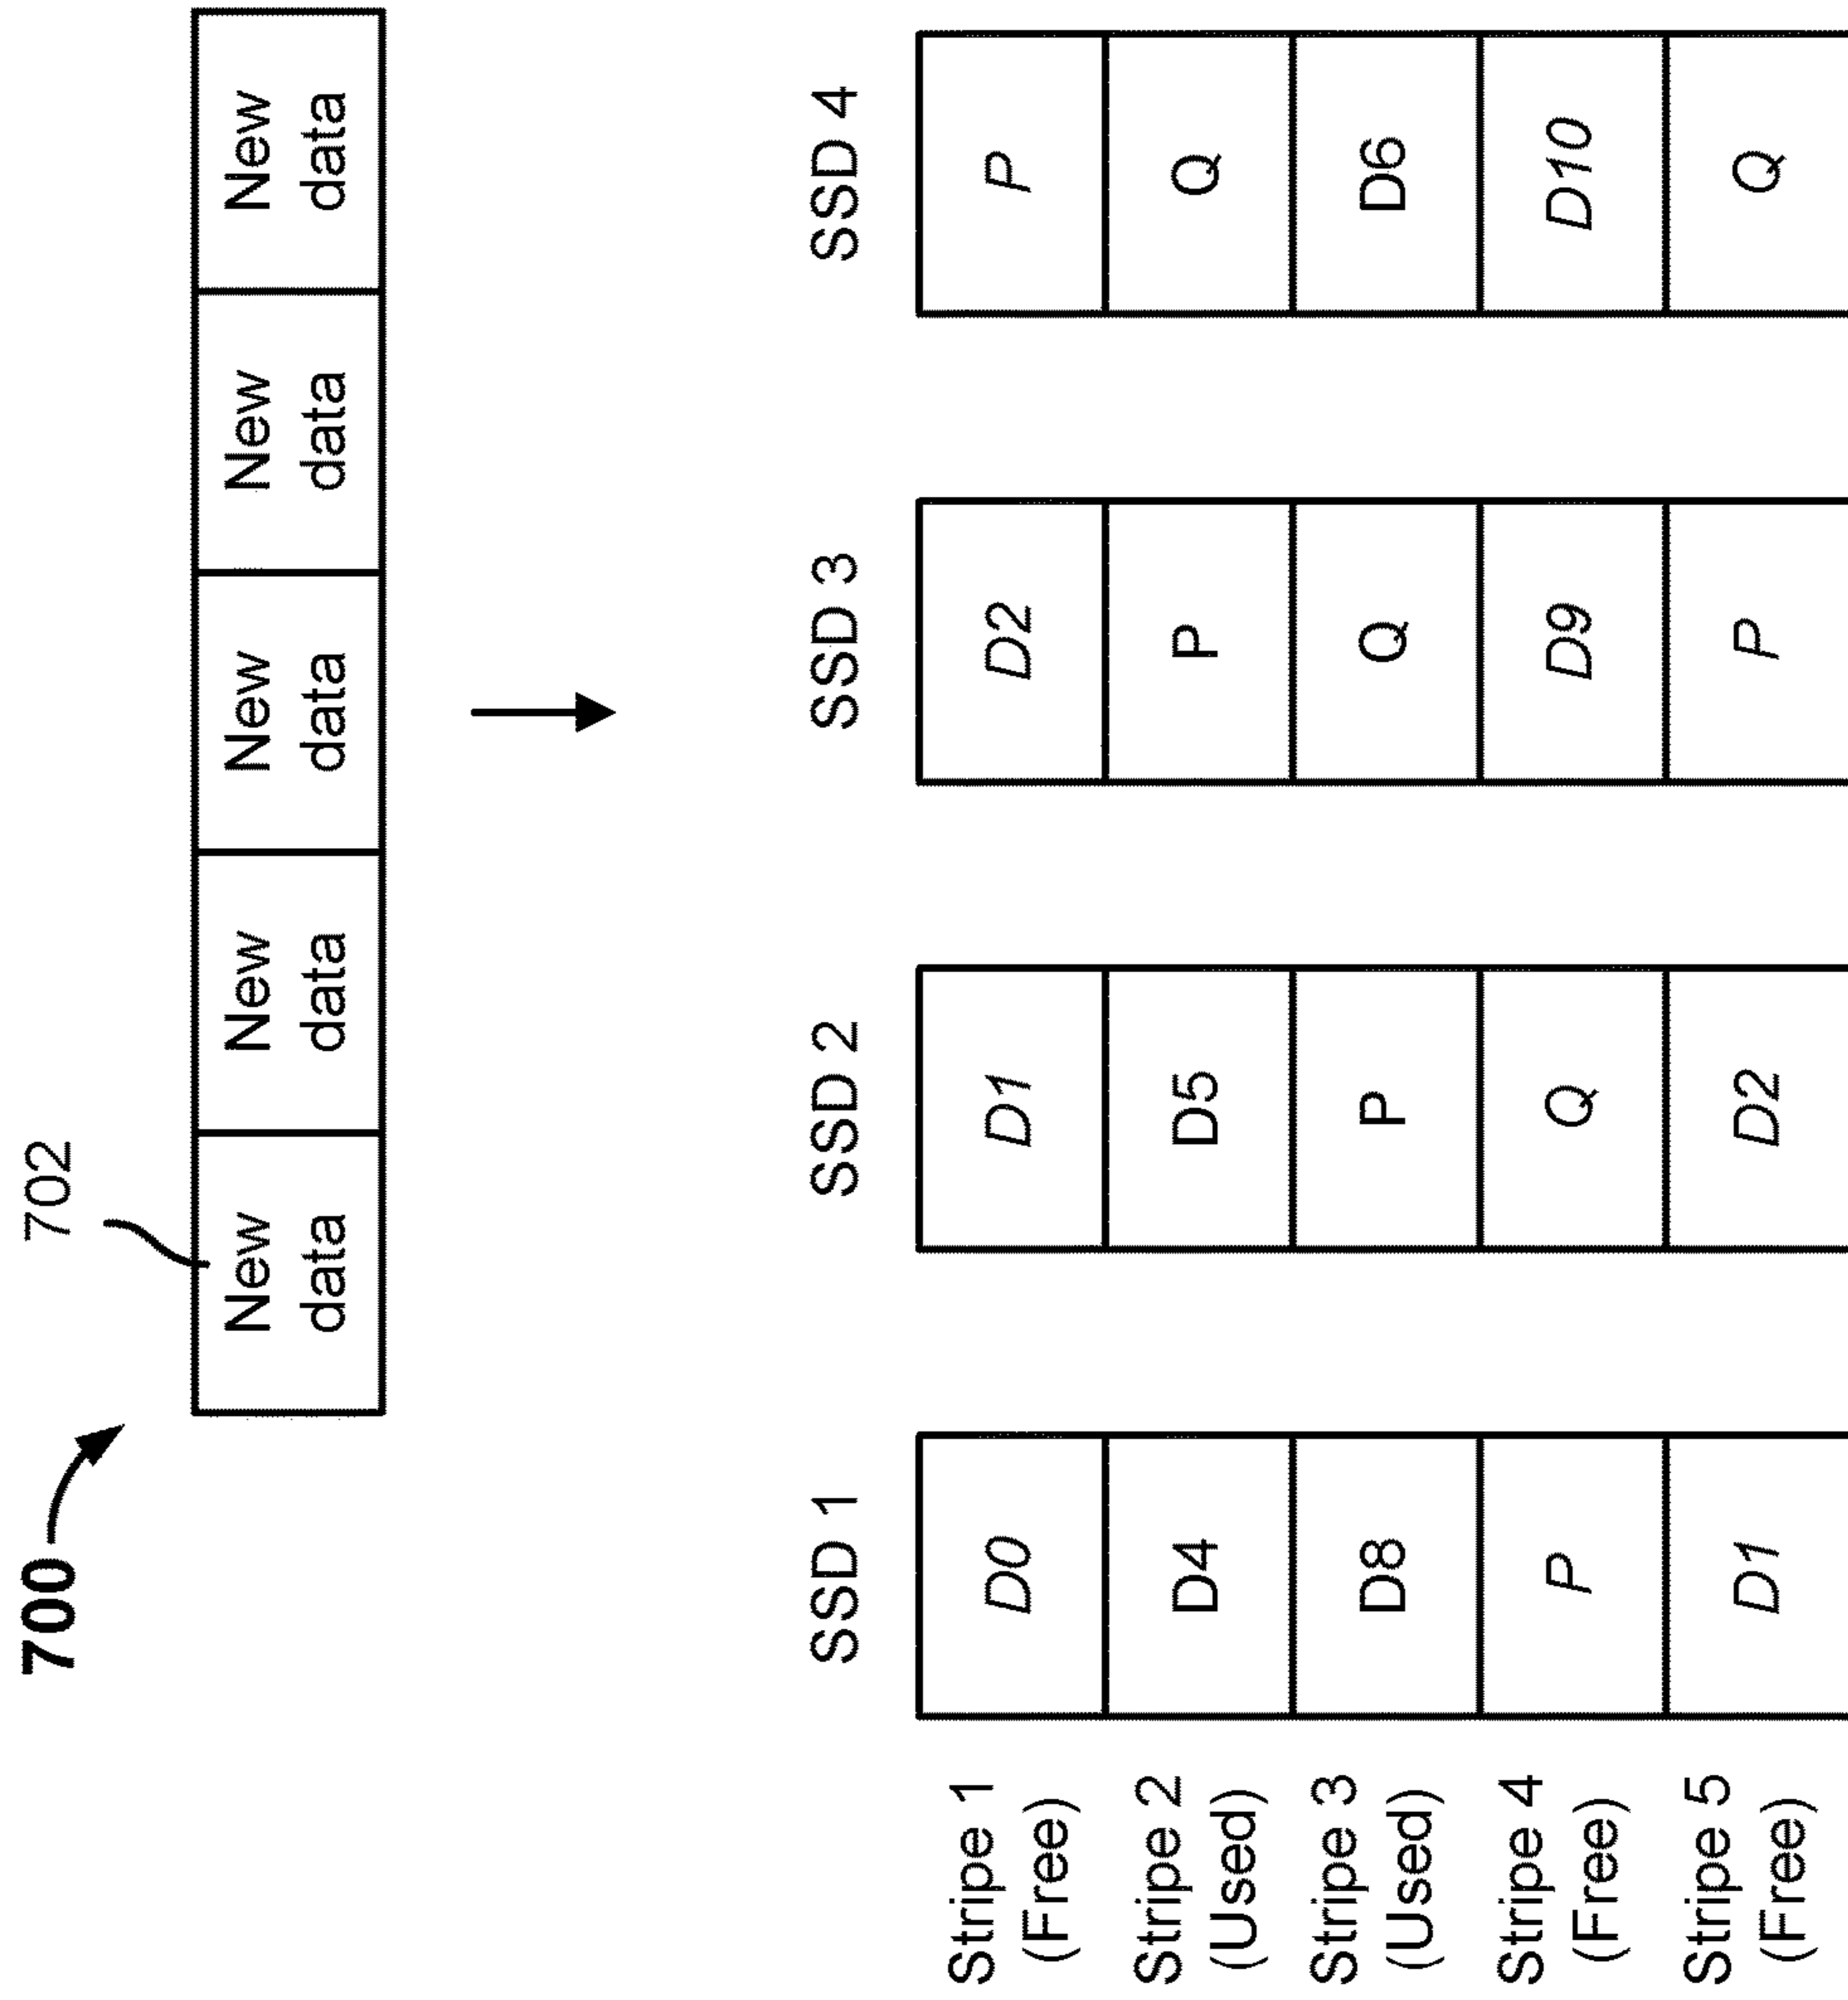 700
702
New data
New data
New data
New data
New data
SSD 1
SSD 2
SSD 3
SSD 4
Stripe 1
(Free)
D0
D1
D2
P
Stripe 2
(Used)
D4
D5
P
Q
Stripe 3
(Used)
D8
P
Q
D6
Stripe 4
(Free)
P
Q
D9
D10
Stripe 5
(Free)
D1
D2
P
Q